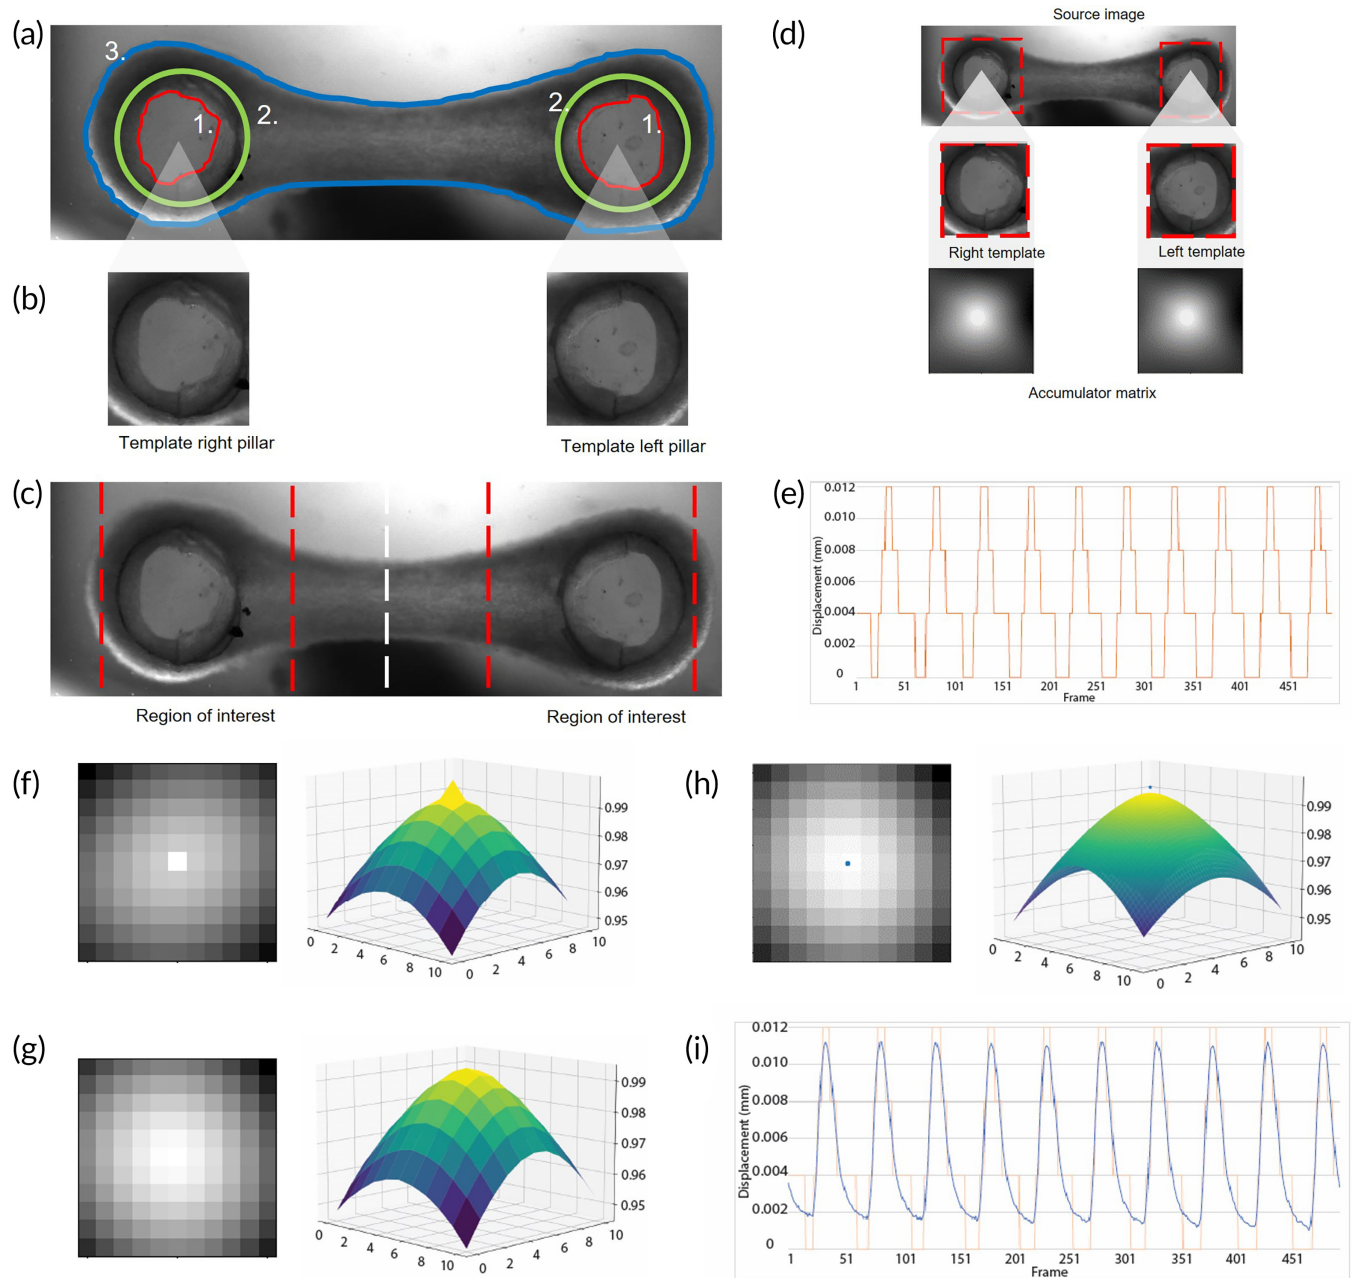 (a)
3.
1.
2.
2.
1.
(b)
Template right pillar
Template left pillar
(c)
Region of interest
Region of interest
(d)
Source image
Right template
Left template
Accumulator matrix
(e)
Displacement (mm)
0.012
0.010
0.008
0.006
0.004
0.002
0
1 51 101 151 201 251 301 351 401 451
Frame
(f)
0.99
0.98
0.97
0.96
0.95
0 2 4 6 8 10
0 2 4 6 8 10
(g)
0.99
0.98
0.97
0.96
0.95
0 2 4 6 8 10
0 2 4 6 8 10
(h)
0.99
0.98
0.97
0.96
0.95
0 2 4 6 8 10
0 2 4 6 8 10
(i)
Displacement (mm)
0.012
0.010
0.008
0.006
0.004
0.002
0
1 51 101 151 201 251 301 351 401 451
Frame